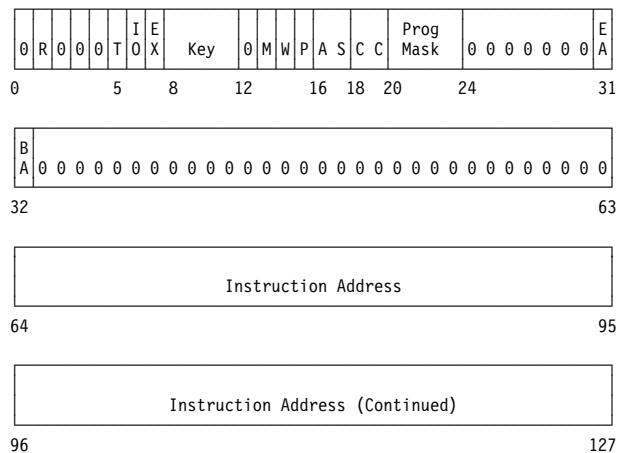 I E Prog E
0 R 0 0 0 T O X Key 0 M W P A S C C Mask 0 0 0 0 0 0 0 A
0 5 8 12 16 18 20 24 31
B
A 0 0 0 0 0 0 0 0 0 0 0 0 0 0 0 0 0 0 0 0 0 0 0 0 0 0 0 0 0 0 0
32 63
Instruction Address
64 95
Instruction Address (Continued)
96 127